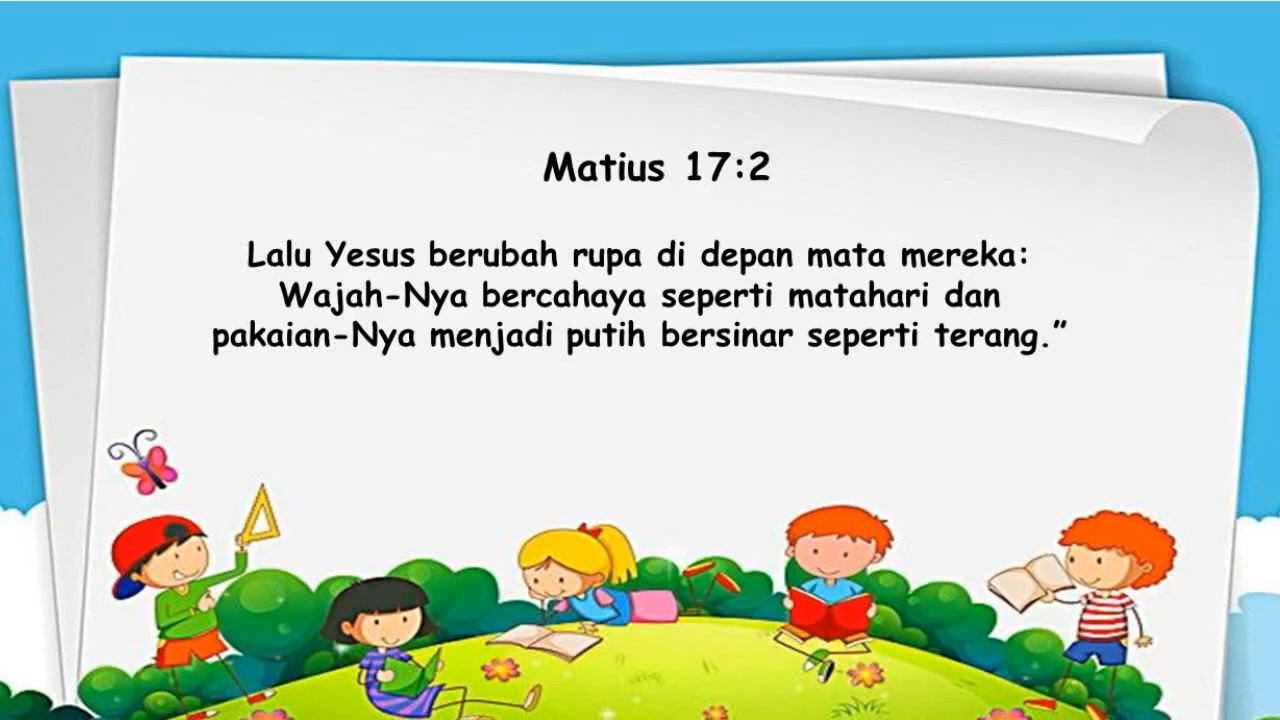 Matius 17:2
Lalu Yesus berubah rupa di depan mata mereka:
Wajah-Nya bercahaya seperti matahari dan
pakaian-Nya menjadi putih bersinar seperti terang.”